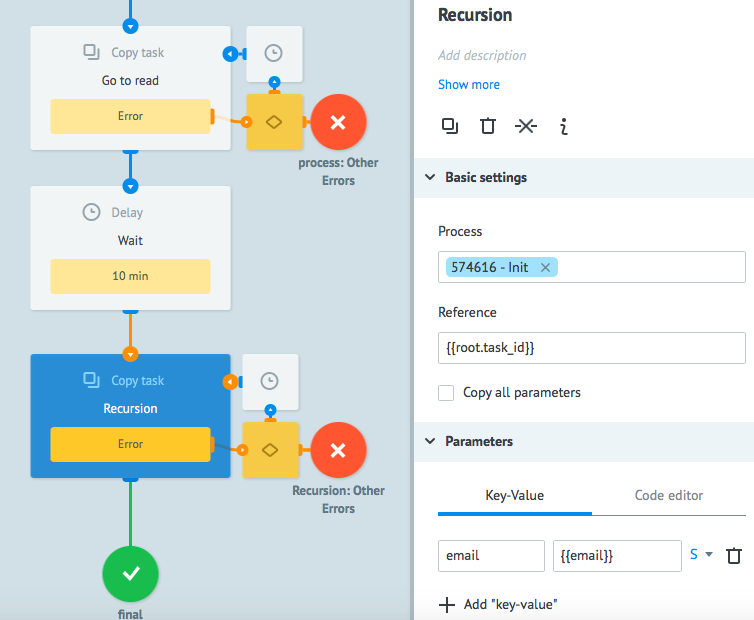 Copy task
Go to read
Error
process: Other
Errors
Delay
Wait
10 min
Copy task
Recursion
Error
Recursion: Other
Errors
final
Recursion
Add description
Show more
Basic settings
Process
574616 - Init
Reference
{{root.task_id}}
Copy all parameters
Parameters
Key-Value Code editor
email {{email}} S
Add "key-value"